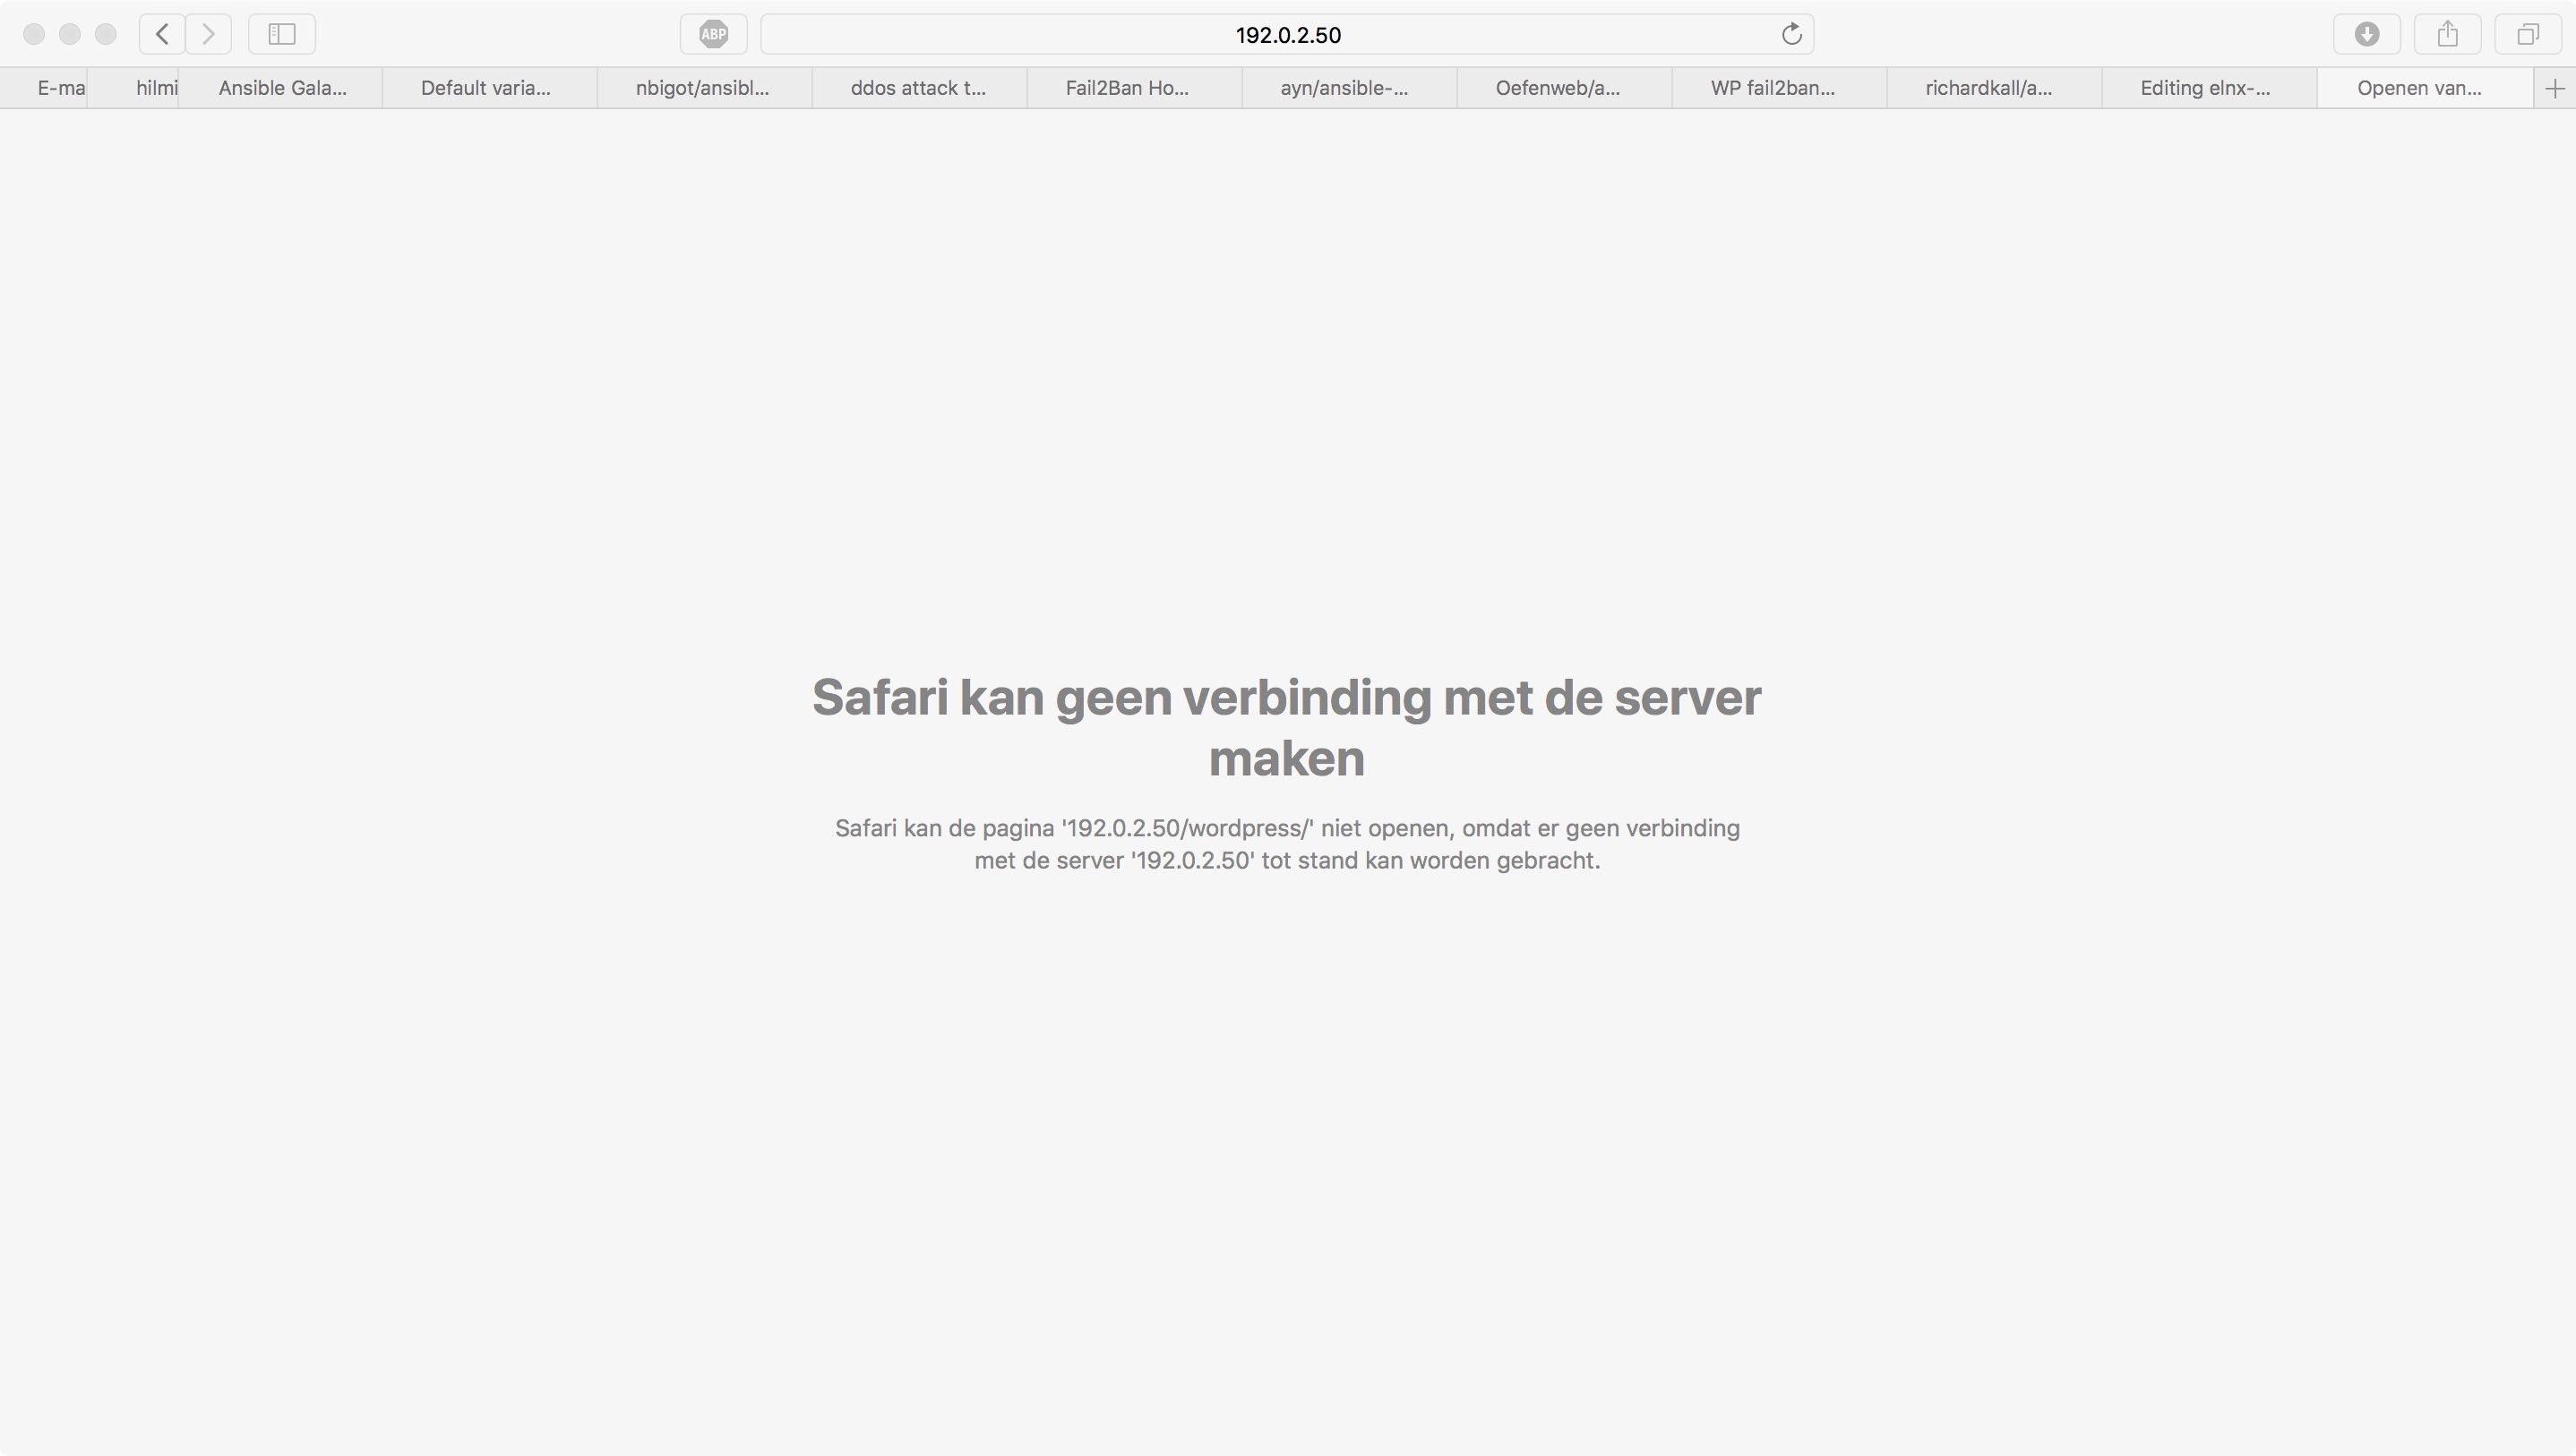 ABP
192.0.2.50
E-ma
hilmi
Ansible Gala...
Default varia...
nbigot/ansibl...
ddos attack t...
Fail2Ban Ho...
ayn/ansible-...
Oefenweb/a...
WP fail2ban...
richardkall/a...
Editing elnx-...
Openen van...
Safari kan geen verbinding met de server
maken
Safari kan de pagina '192.0.2.50/wordpress/' niet openen, omdat er geen verbinding
met de server '192.0.2.50' tot stand kan worden gebracht.